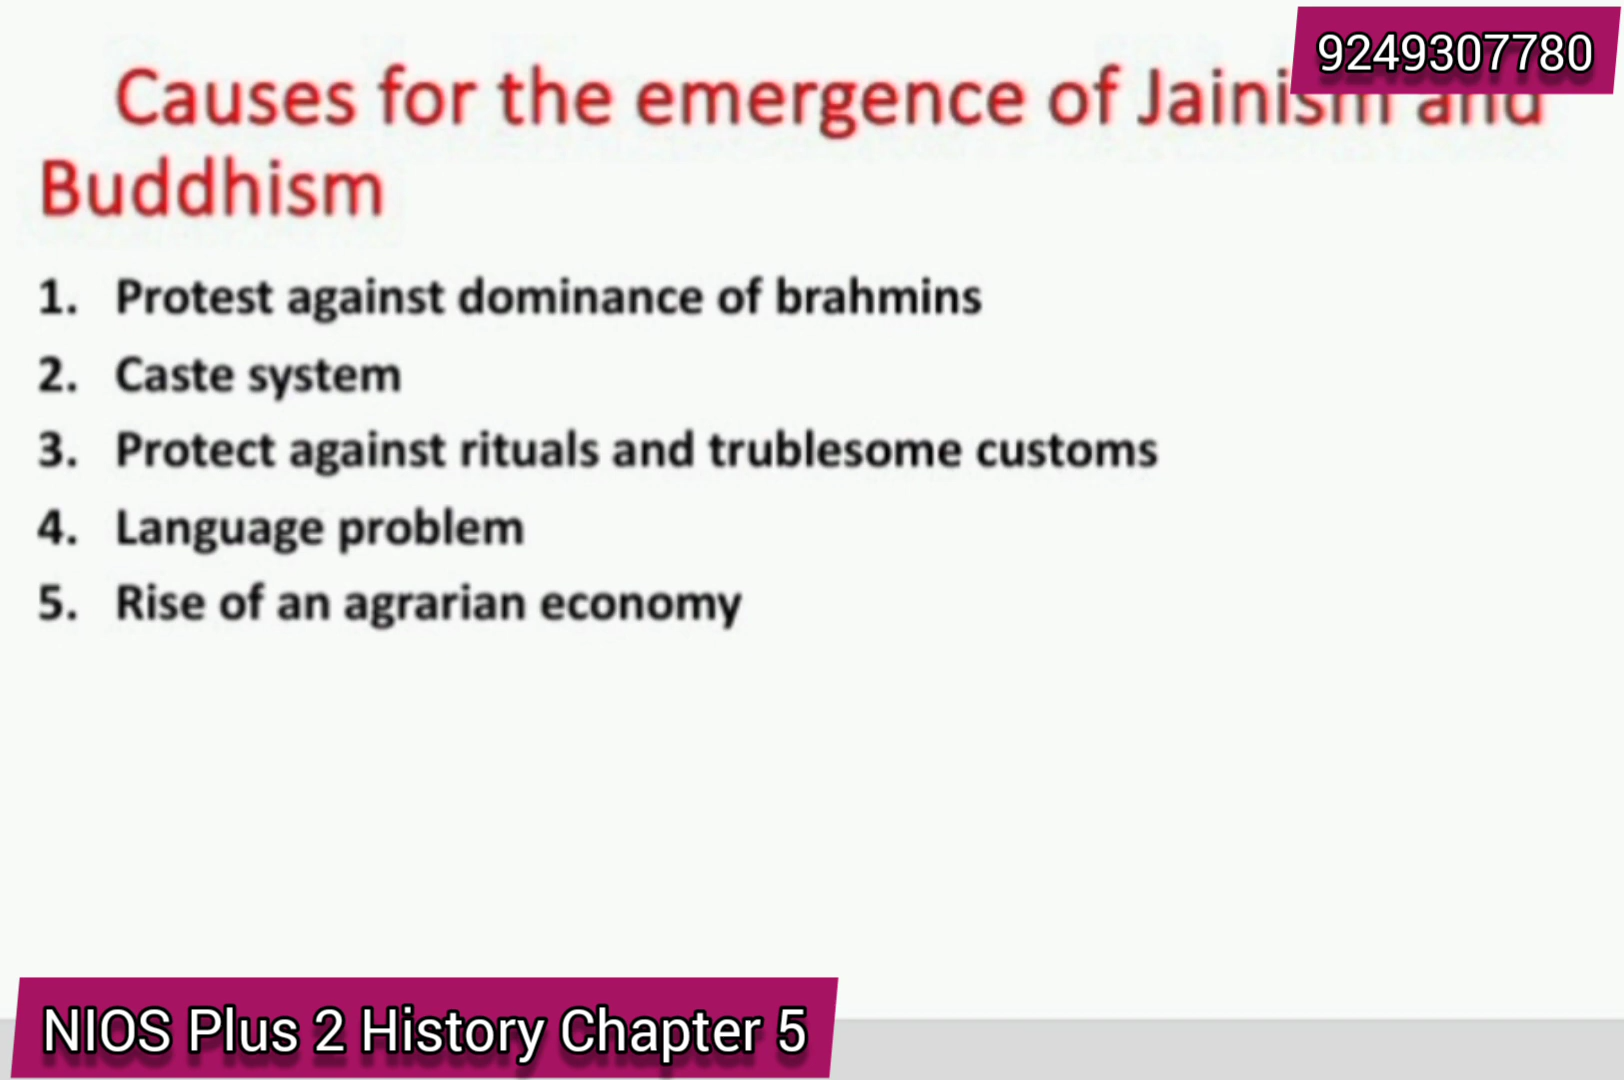 9249307780
Causes for the emergence of Jainism and
Buddhism
1. Protest against dominance of brahmins
2. Caste system
3. Protect against rituals and trublesome customs
4. Language problem
5. Rise of an agrarian economy
NIOS Plus 2 History Chapter 5